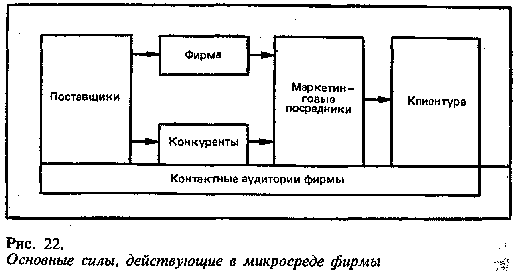 Поставщики
Фирма
Конкуренты
Маркетин-
говые
посредники
Клиентура
Контактные аудитории фирмы
Рис. 22.
Основные силы, действующие в микросреде фирмы